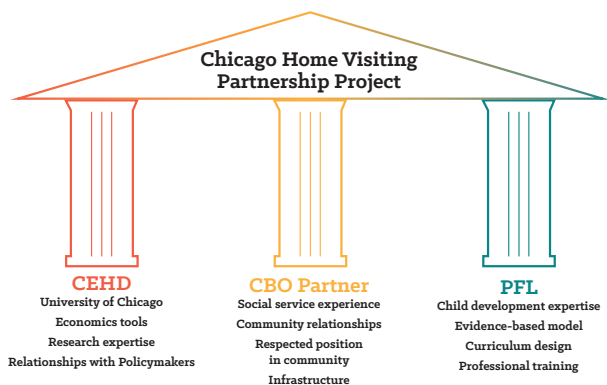 Chicago Home Visiting
Partnership Project
CEHD
University of Chicago
Economics tools
Research expertise
Relationships with Policymakers
CBO Partner
Social service experience
Community relationships
Respected position
in community
Infrastructure
PFL
Child development expertise
Evidence-based model
Curriculum design
Professional training